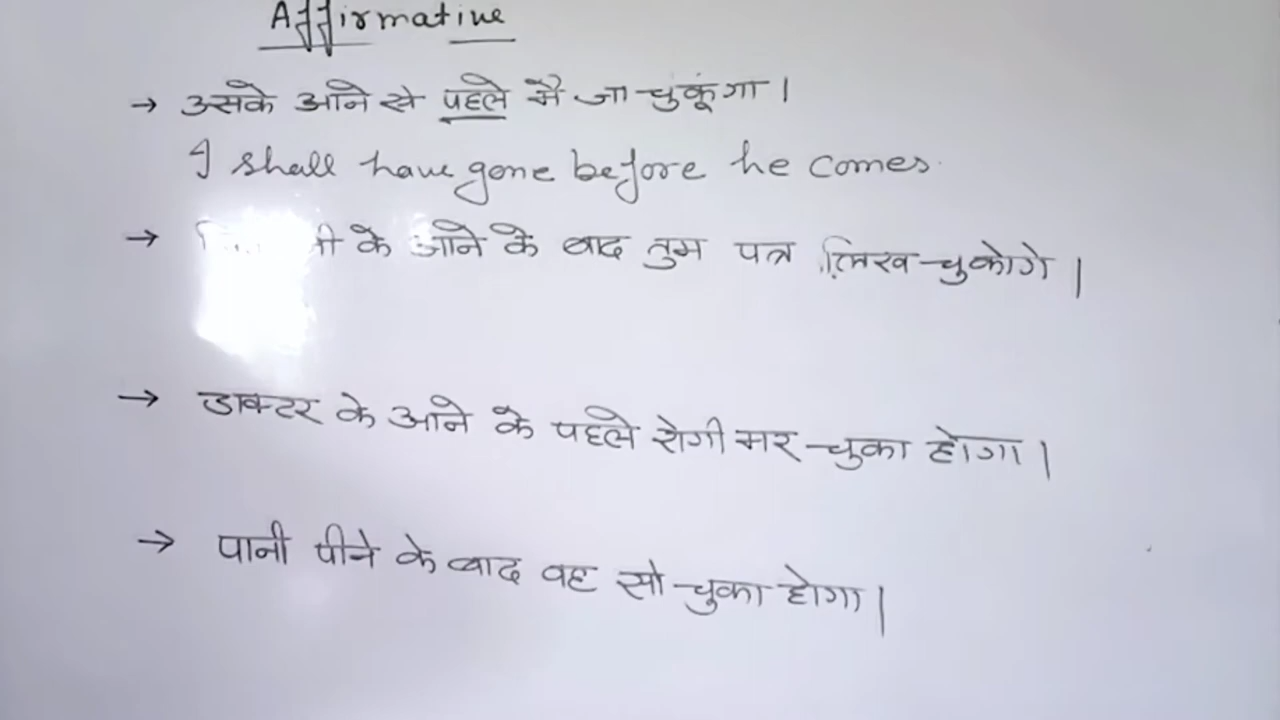 Affirmative
→ उसके आने से पहले मै जा चुकूंगा।
I shall have gone before he comes.
→ के आने के बाद तुम पत्र लिख चुकोगे।
→ डाक्टर के आने के पहले रोगी मर चुका होगा।
→ पानी पीने के बाद वह सो चुका होगा।